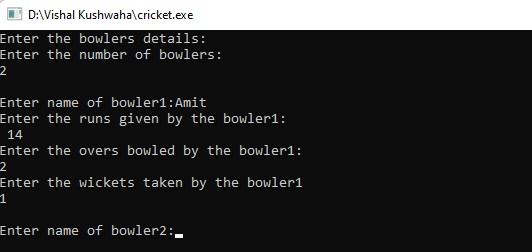 D:\Vishal Kushwaha\cricket.exe
Enter the bowlers details:
Enter the number of bowlers:
2
Enter name of bowler1:Amit
Enter the runs given by the bowler1:
14
Enter the overs bowled by the bowler1:
2
Enter the wickets taken by the bowler1
1
Enter name of bowler2: